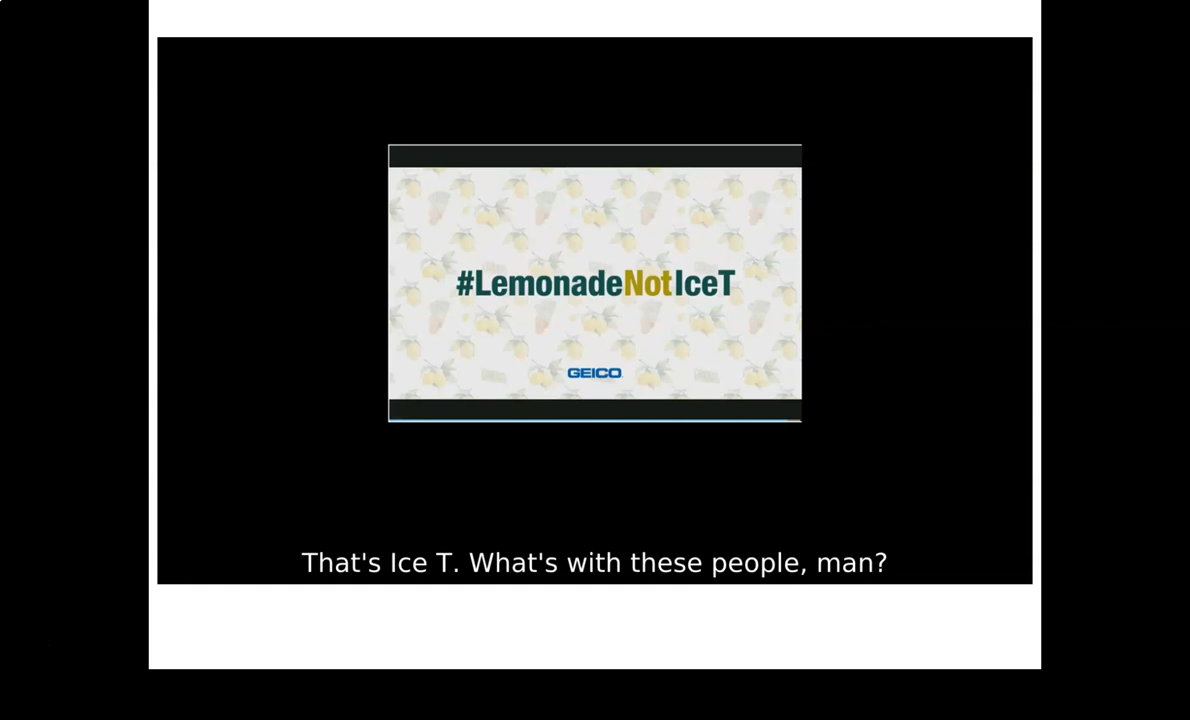 #LemonadeNotIceT
GEICO
That's Ice T. What's with these people, man?